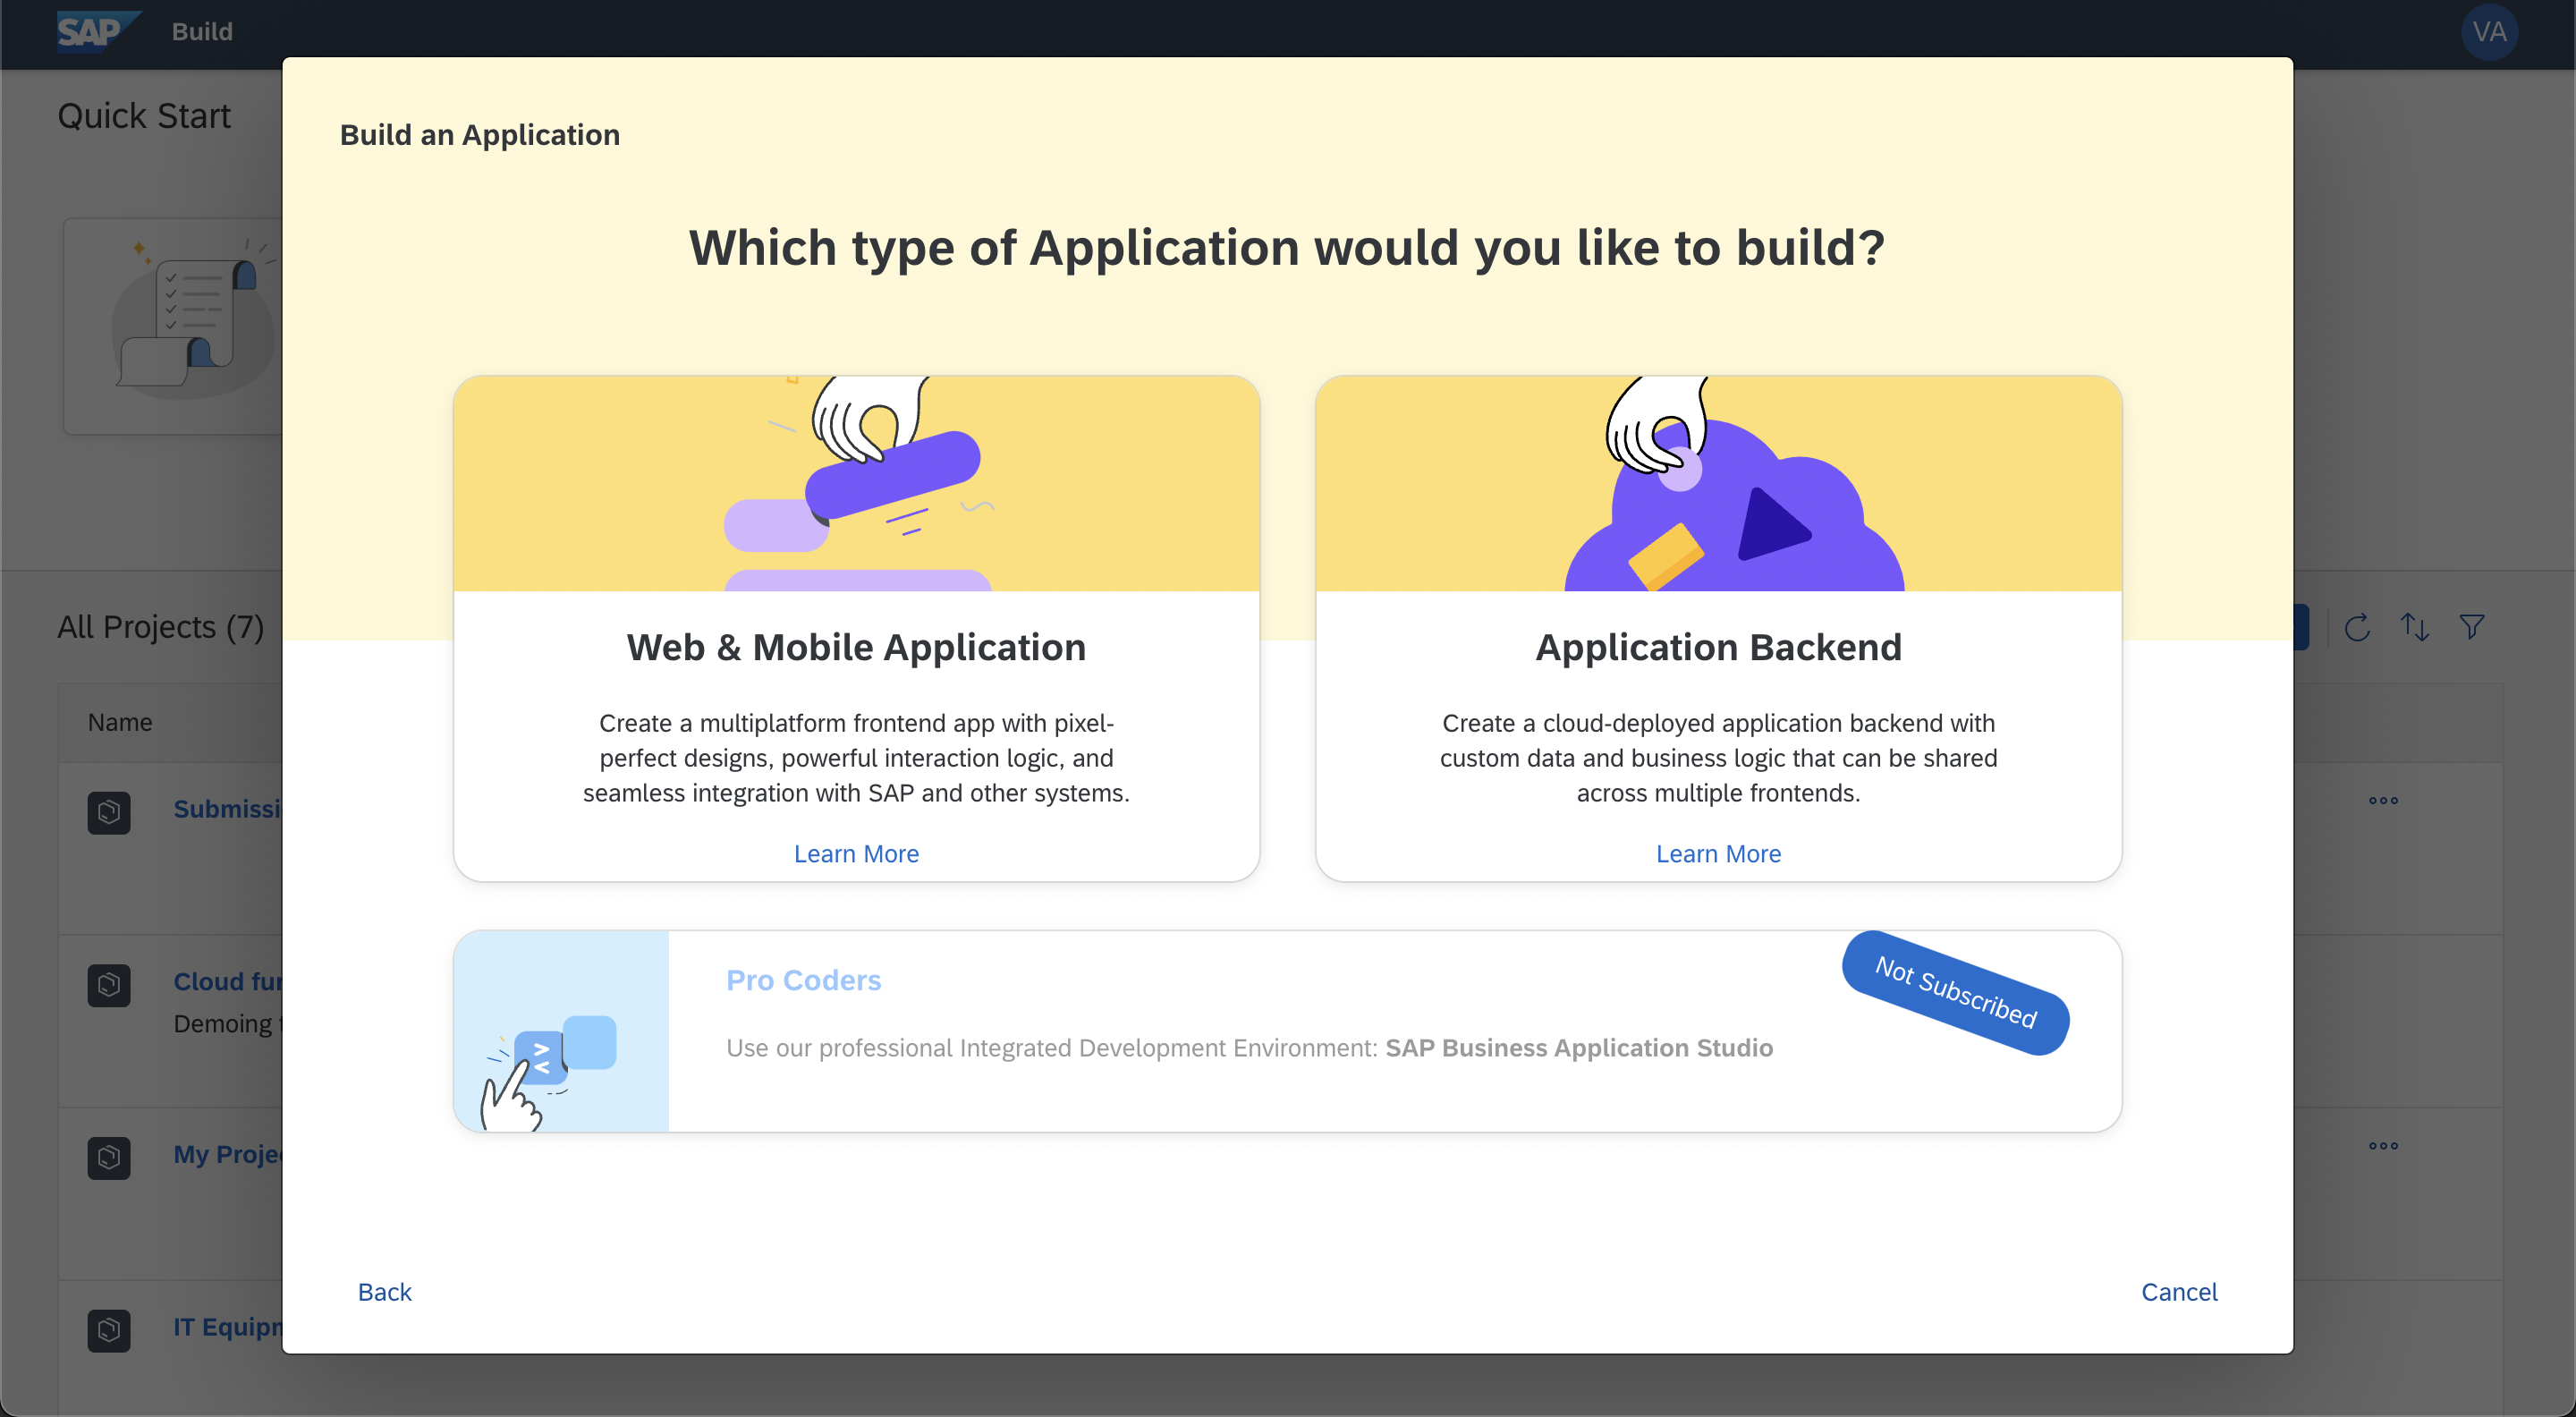 SAP
Build
VA
Quick Start
Build an Application
Which type of Application would you like to build?
Web & Mobile Application
Create a multiplatform frontend app with pixel-
perfect designs, powerful interaction logic, and
seamless integration with SAP and other systems.
Learn More
Application Backend
Create a cloud-deployed application backend with
custom data and business logic that can be shared
across multiple frontends.
Learn More
Pro Coders
Use our professional Integrated Development Environment: SAP Business Application Studio
Not Subscribed
Back
Cancel
All Projects (7)
Name
Cloud
Demoing
My
IT